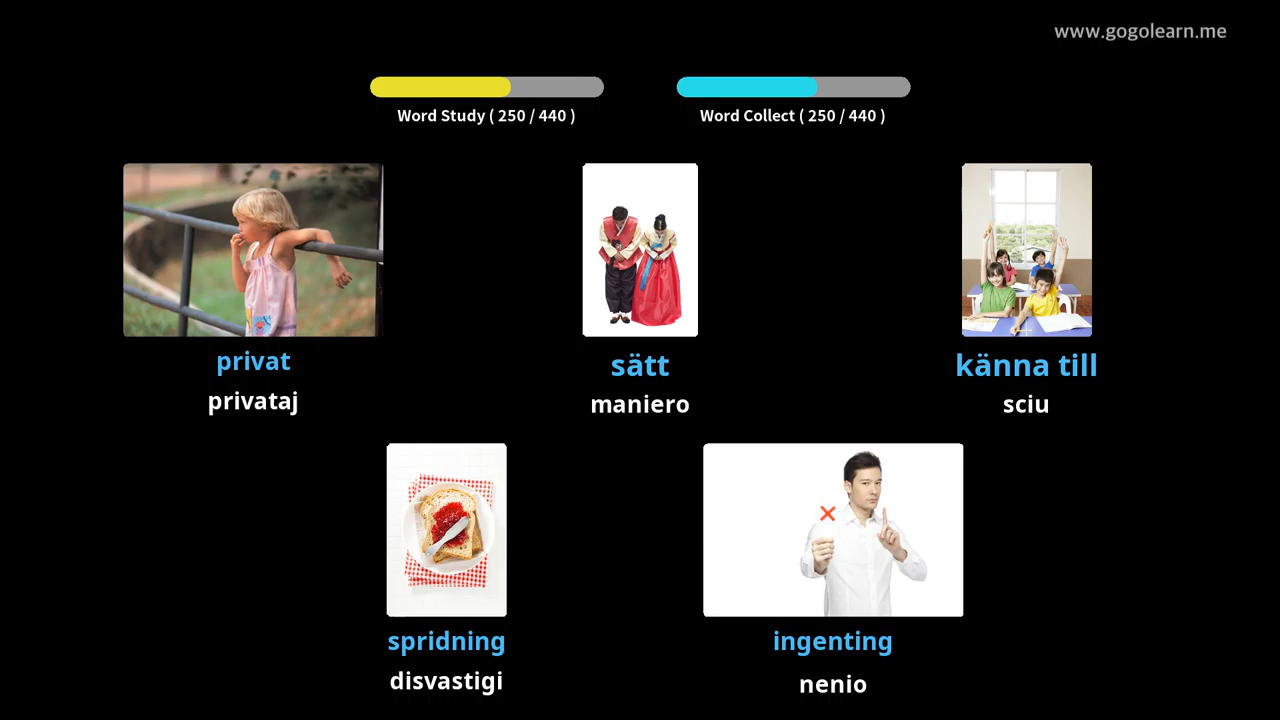 www.gogolearn.me
Word Study ( 250 / 440 )
Word Collect ( 250 / 440 )
privat
privataj
sätt
maniero
känna till
sciu
spridning
disvastigi
ingenting
nenio